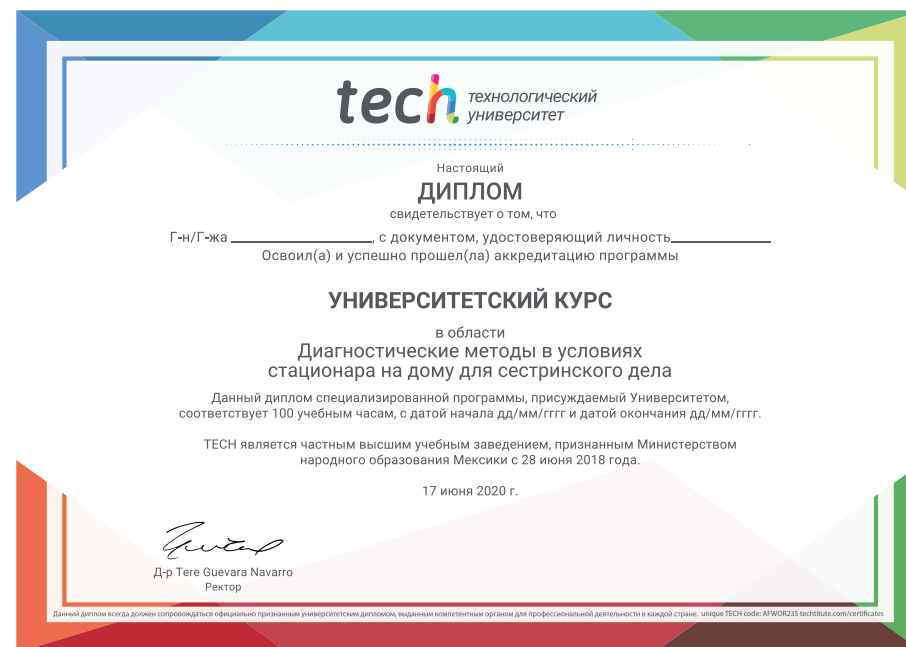 tech технологический
университет
Настоящий
ДИПЛОМ
свидетельствует о том, что
Г-н/Г-жа ________________, с документом, удостоверяющий личность____________
Освоил(а) и успешно прошел(ла) аккредитацию программы
УНИВЕРСИТЕТСКИЙ КУРС
в области
Диагностические методы в условиях
стационара на дому для сестринского дела
Данный диплом специализированной программы, присуждаемый Университетом,
соответствует 100 учебным часам, с датой начала дд/мм/гггг и датой окончания дд/мм/гггг.
TECH является частным высшим учебным заведением, признанным Министерством
народного образования Мексики с 28 июня 2018 года.
17 июня 2020 г.
Д-р Tere Guevara Navarro
Ректор
Данный диплом всегда должен сопровождаться официально признанным университетским дипломом, выданным компетентным органом для профессиональной деятельности в каждой стране. unique TECH code: AFWOR23S techtitute.com/certificates